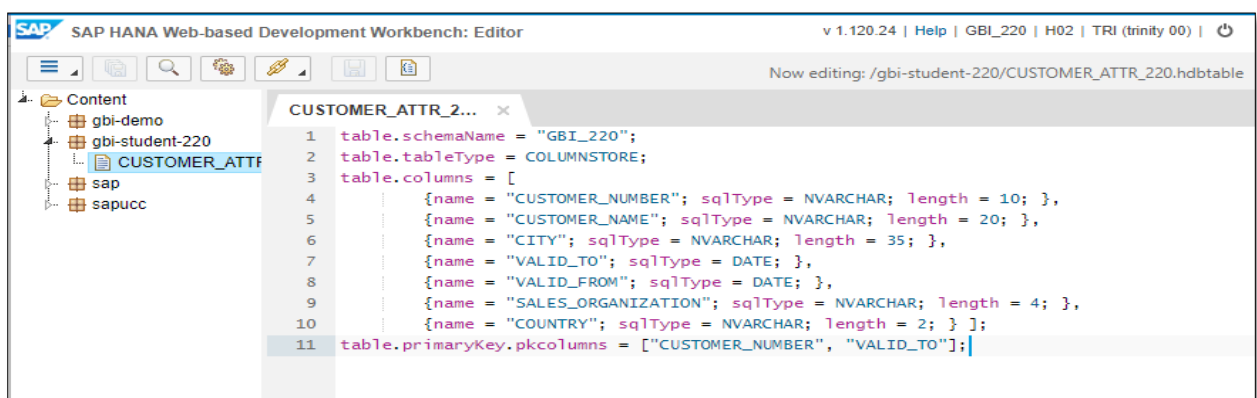 SAP SAP HANA Web-based Development Workbench: Editor v 1.120.24 | Help | GBI_220 | H02 | TRI (trinity 00) |
Now editing: /gbi-student-220/CUSTOMER_ATTR_220.hdbtable
Content
gbi-demo
gbi-student-220
CUSTOMER_ATTR
sap
sapucc
CUSTOMER_ATTR_2... ×
1 table.schemaName = "GBI_220";
2 table.tableType = COLUMNSTORE;
3 table.columns = [
4 {name = "CUSTOMER_NUMBER"; sqlType = NVARCHAR; length = 10; },
5 {name = "CUSTOMER_NAME"; sqlType = NVARCHAR; length = 20; },
6 {name = "CITY"; sqlType = NVARCHAR; length = 35; },
7 {name = "VALID_TO"; sqlType = DATE; },
8 {name = "VALID_FROM"; sqlType = DATE; },
9 {name = "SALES_ORGANIZATION"; sqlType = NVARCHAR; length = 4; },
10 {name = "COUNTRY"; sqlType = NVARCHAR; length = 2; } ];
11 table.primaryKey.pkcolumns = ["CUSTOMER_NUMBER", "VALID_TO"];